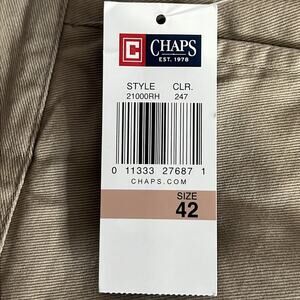 C CHAPS
EST. 1978
STYLE CLR.
21000RH 247
0 11333 27687 1
CHAPS.COM
SIZE
42